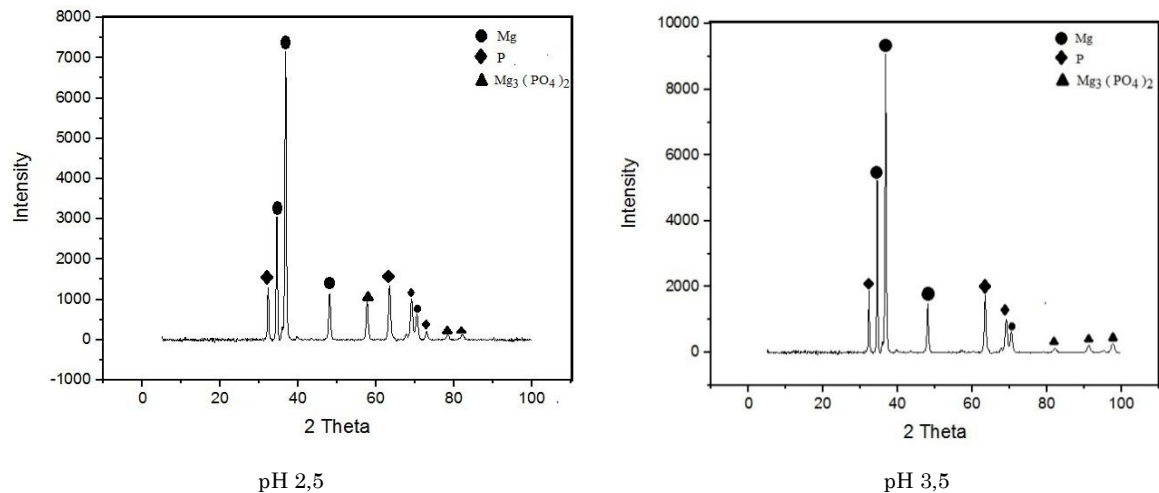 8000
7000
6000
5000
4000
3000
2000
1000
0
-1000
Intensity
0 20 40 60 80 100
2 Theta
Mg
P
Mg3 ( PO4 )2
pH 2,5
10000
8000
6000
4000
2000
0
Intensity
0 20 40 60 80 100
2 Theta
Mg
P
Mg3 ( PO4 )2
pH 3,5